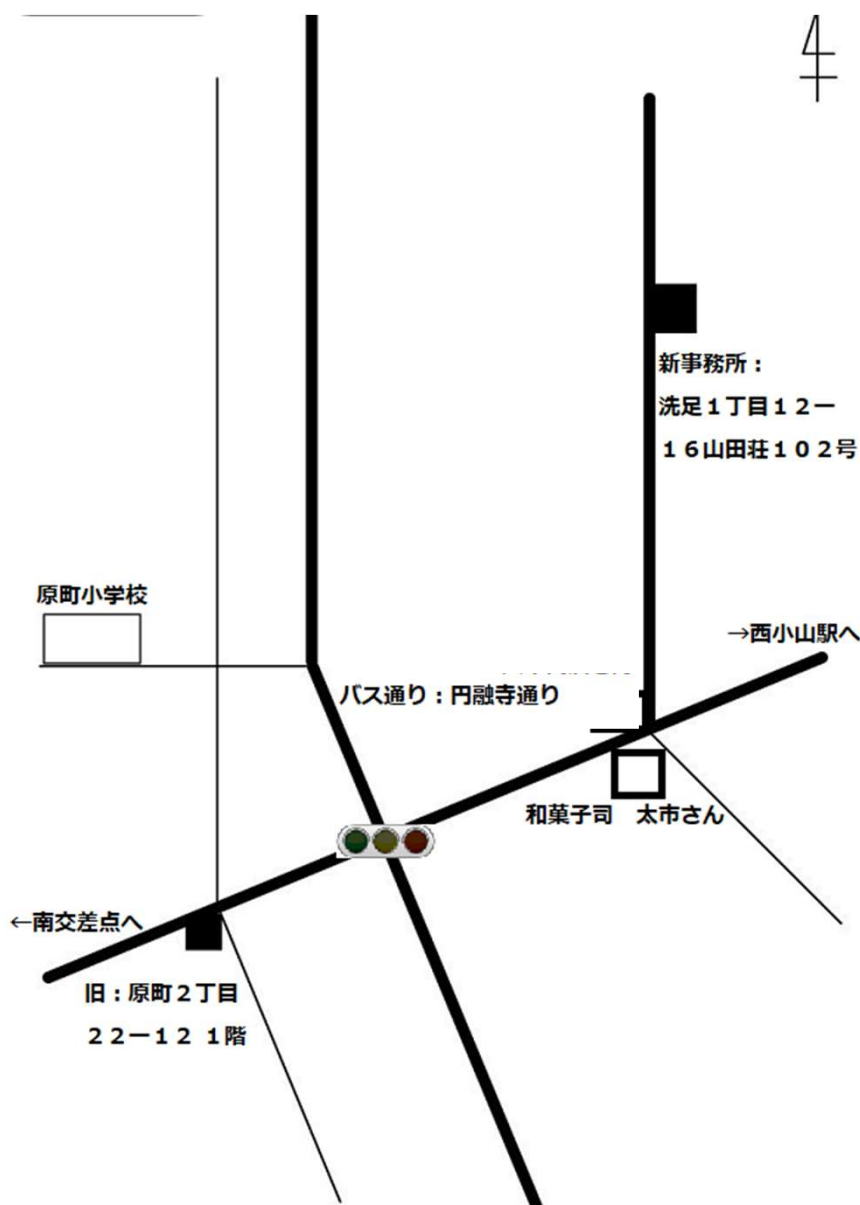 新事務所：
洗足１丁目１２ー
１６山田荘１０２号
原町小学校
→西小山駅へ
バス通り：円融寺通り
和菓子司　太市さん
←南交差点へ
旧：原町２丁目
２２ー１２ １階